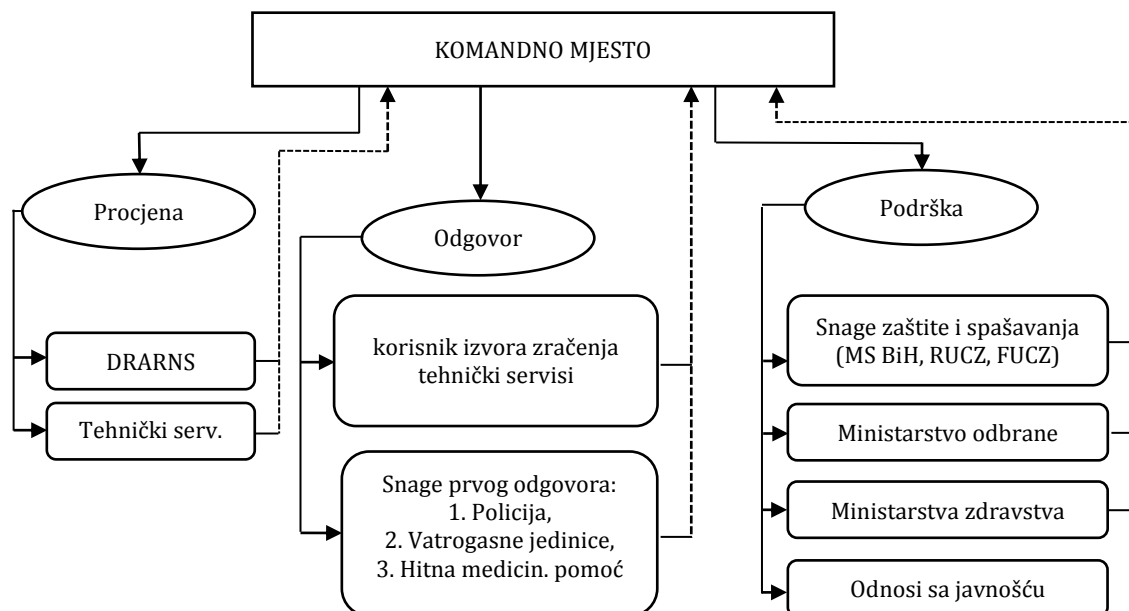 KOMANDNO MJESTO
Procjena
Odgovor
Podrška
DRARNS
Tehnički serv.
korisnik izvora zračenja
tehnički servisi
Snage prvog odgovora:
1. Policija,
2. Vatrogasne jedinice,
3. Hitna medicin. pomoć
Snage zaštite i spašavanja
(MS BiH, RUCZ, FUCZ)
Ministarstvo odbrane
Ministarstva zdravstva
Odnosi sa javnošću